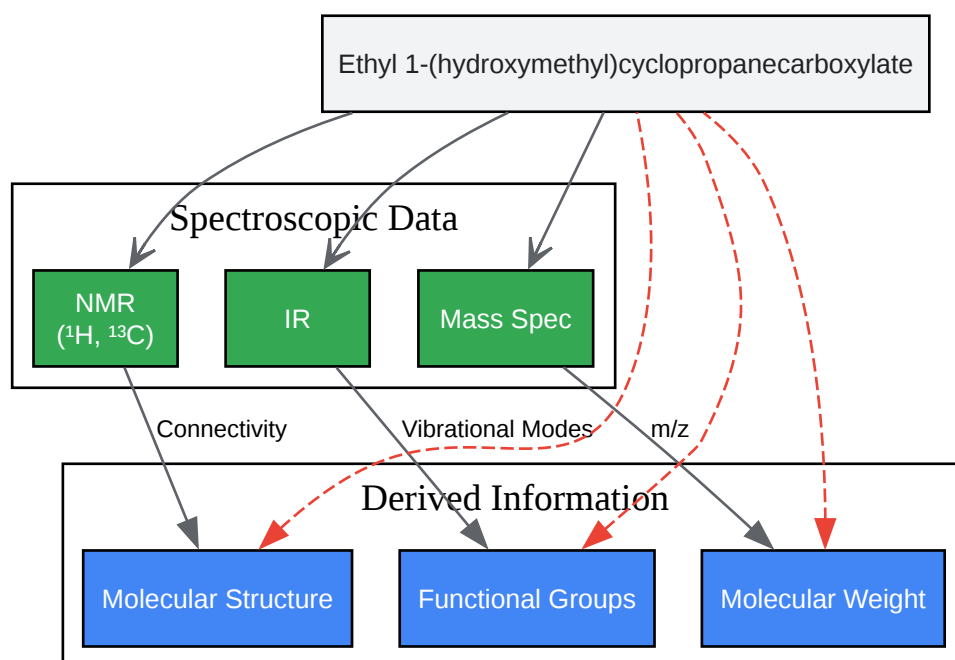 Ethyl 1-(hydroxymethyl)cyclopropanecarboxylate
Spectroscopic Data
NMR
(¹H, ¹³C)
IR
Mass Spec
Connectivity
Vibrational Modes
m/z
Derived Information
Molecular Structure
Functional Groups
Molecular Weight